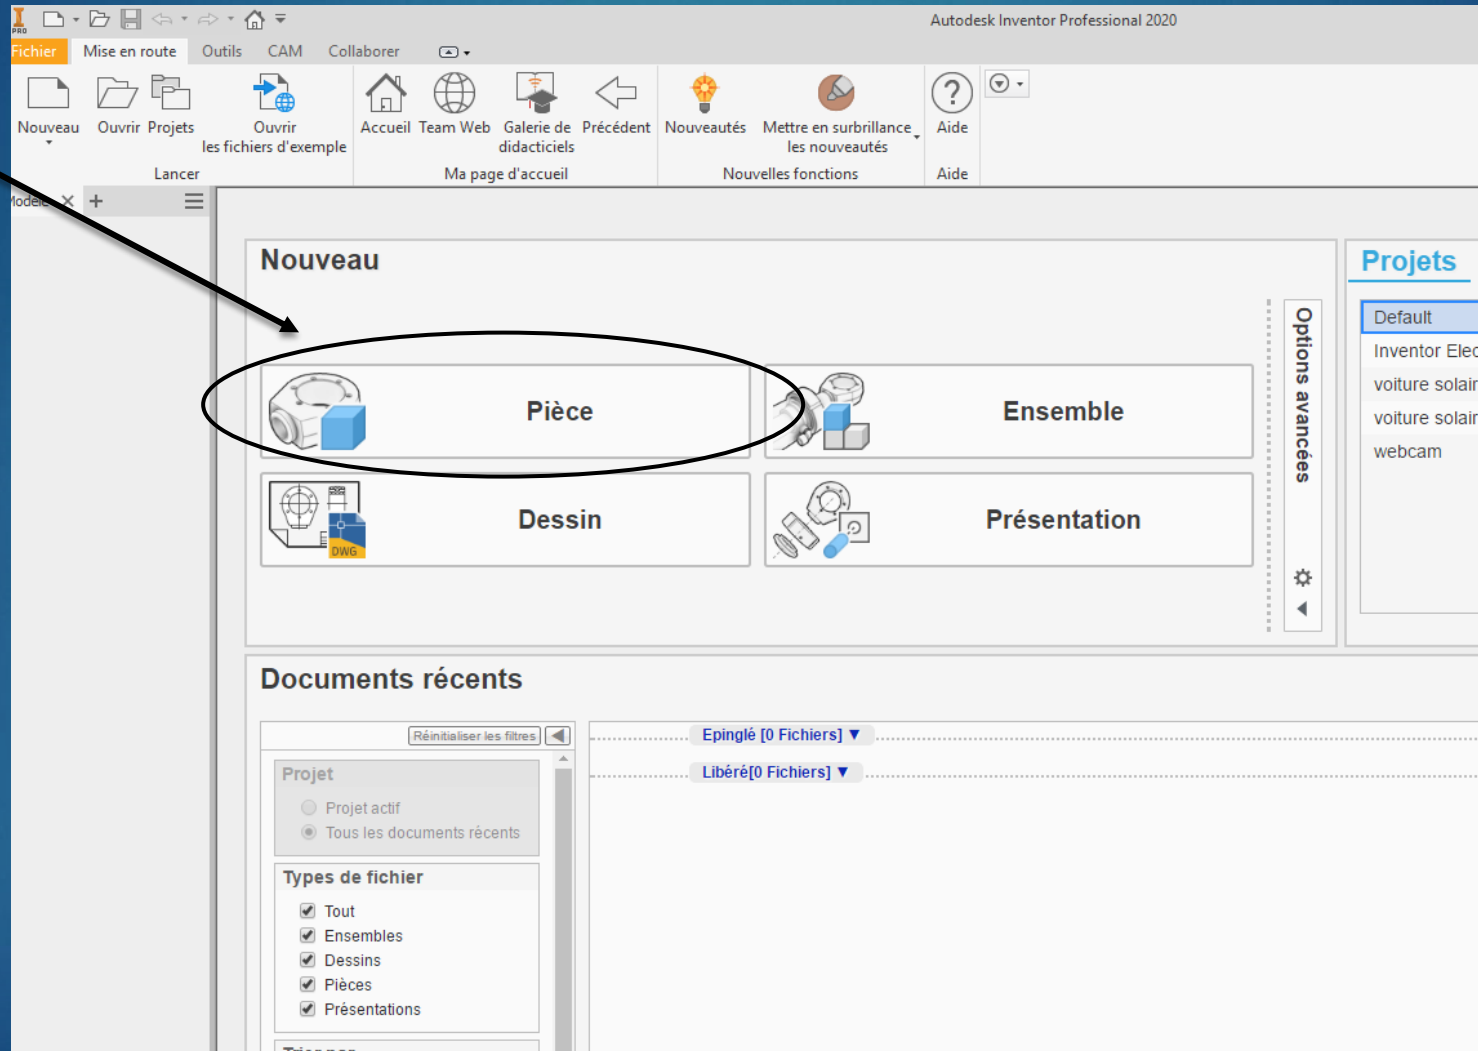 PRO
Autodesk Inventor Professional 2020
Fichier Mise en route Outils CAM Collaborer
Nouveau Ouvrir Projets Ouvrir les fichiers d'exemple Accueil Team Web Galerie de didacticiels Précédent Nouveautés Mettre en surbrillance les nouveautés Aide
Lancer Ma page d'accueil Nouvelles fonctions Aide
Nouveau
Pièce
Ensemble
Dessin
DWG
Présentation
Options avancées
Projets
Default
Inventor Elec
voiture solair
voiture solair
webcam
Documents récents
Réinitialiser les filtres
Projet
Projet actif
Tous les documents récents
Types de fichier
Tout
Ensembles
Dessins
Pièces
Présentations
Epinglé [0 Fichiers]
Libéré[0 Fichiers]